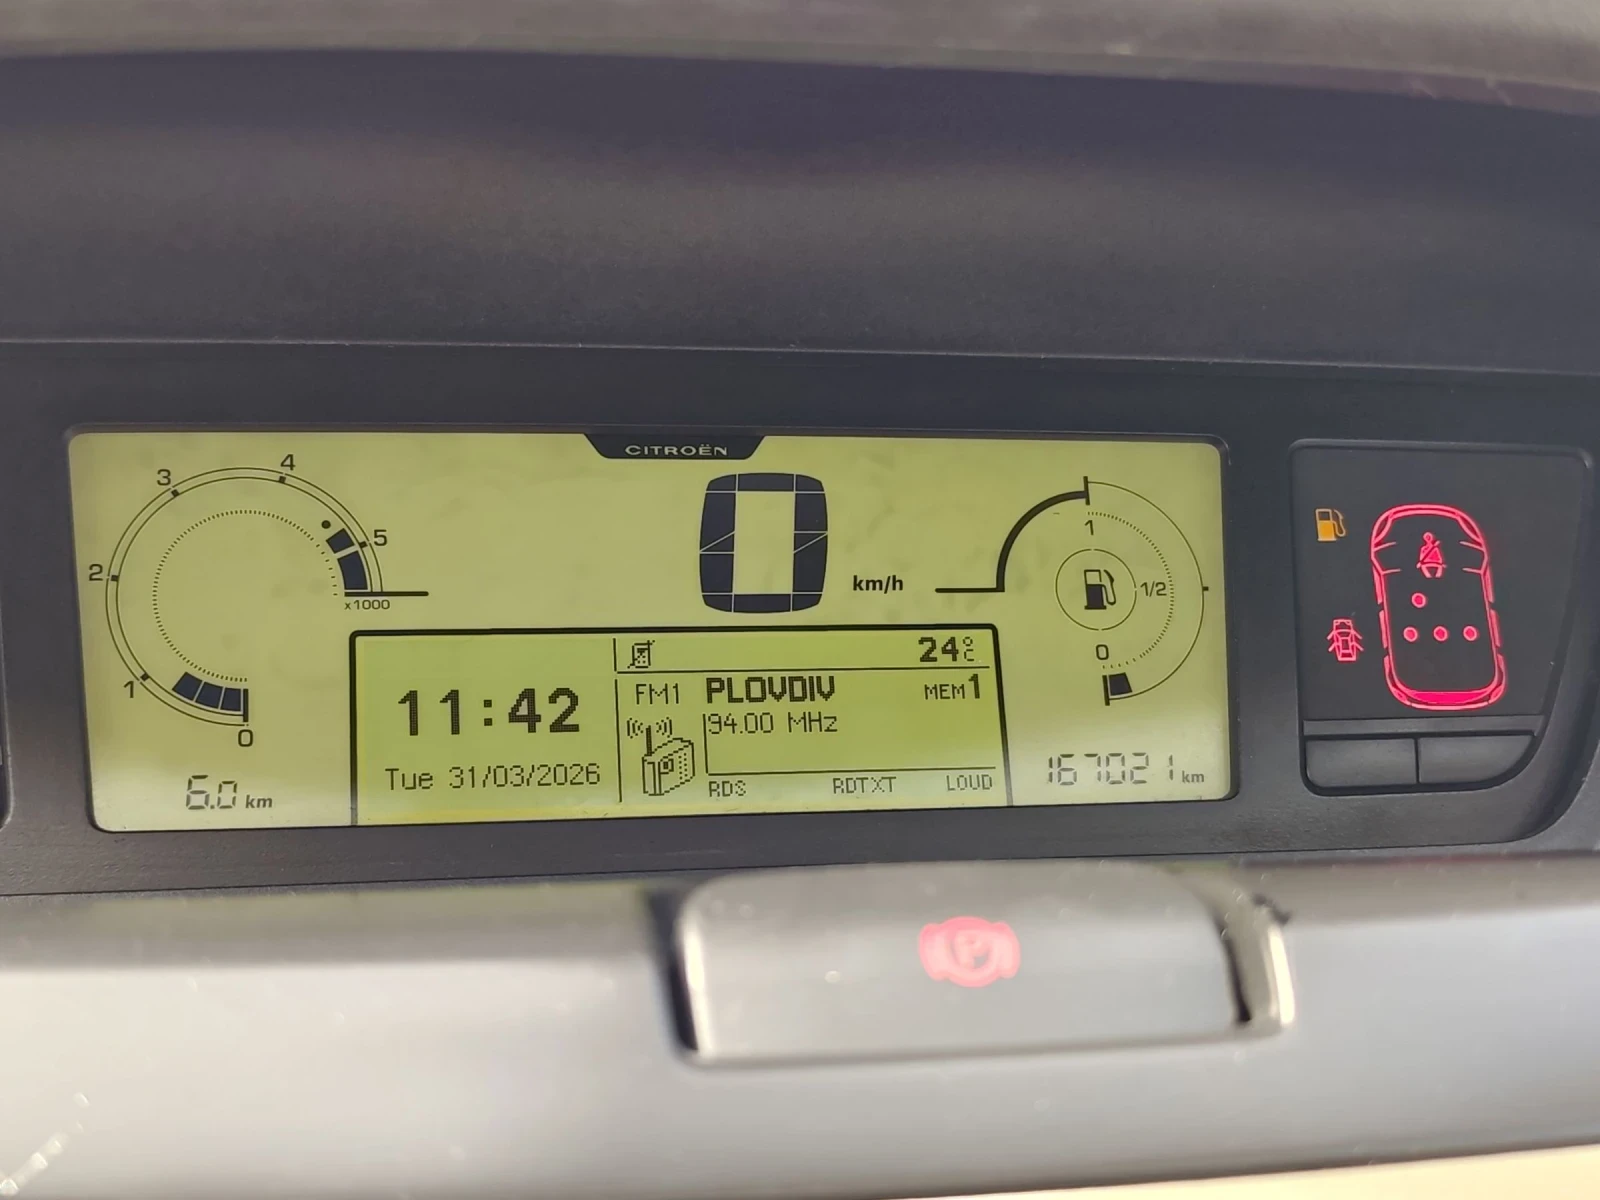 CITROËN
0 km/h
0
1
2
3
4
5
x1000
6.0 km
11:42
Tue 31/03/2026
24°C
FM1 PLOVDIV MEM1
94.00 MHz
RDS RDTXT LOUD
1
1/2
0
167021 km
P